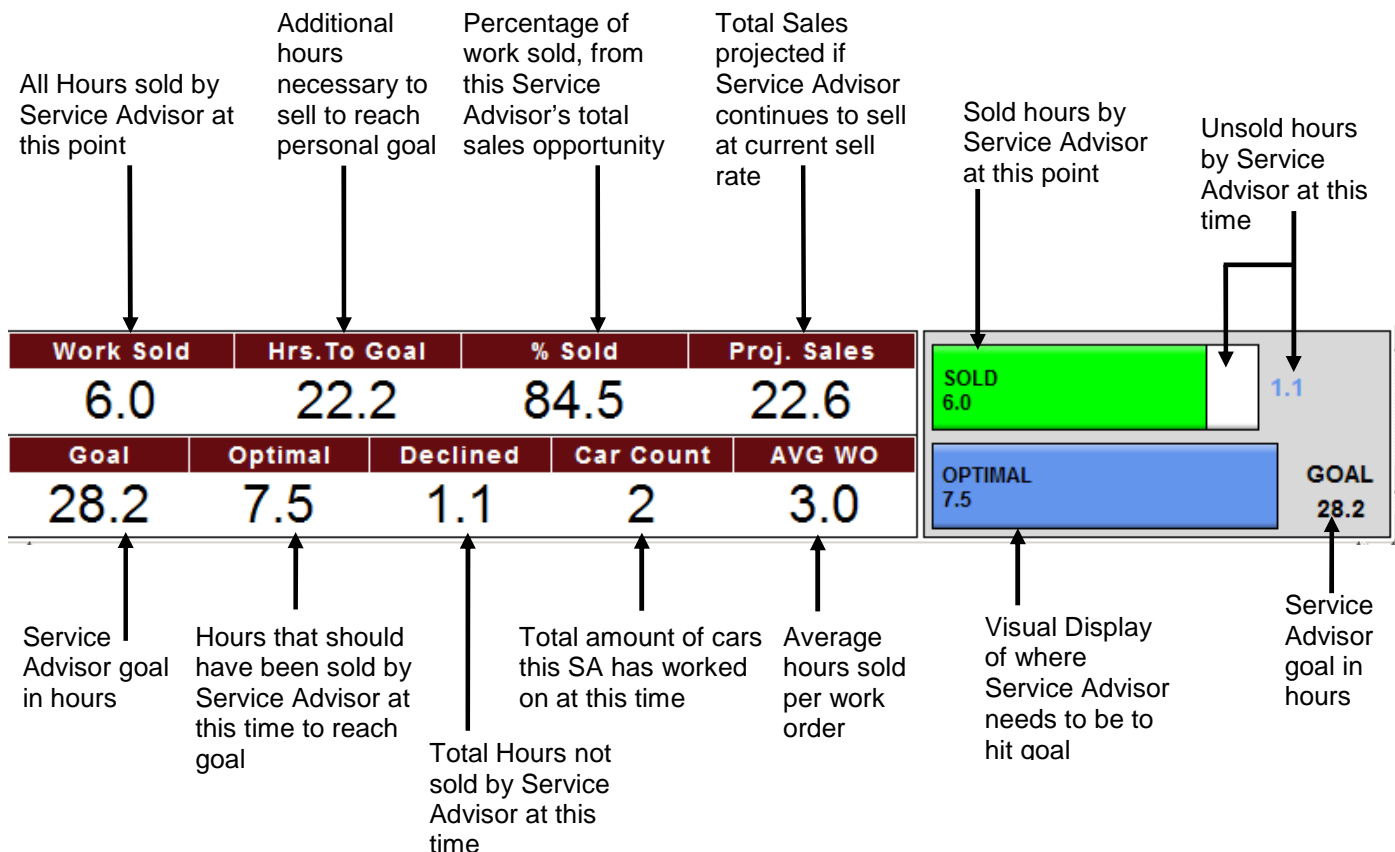 All Hours sold by
Service Advisor at
this point
Additional
hours
necessary to
sell to reach
personal goal
Percentage of
work sold, from
this Service
Advisor's total
sales opportunity
Total Sales
projected if
Service Advisor
continues to sell
at current sell
rate
Sold hours by
Service Advisor
at this point
Unsold hours
by Service
Advisor at this
time
Work Sold Hrs.To Goal % Sold Proj. Sales
6.0 22.2 84.5 22.6
Goal Optimal Declined Car Count AVG WO
28.2 7.5 1.1 2 3.0
SOLD
6.0
1.1
OPTIMAL
7.5
GOAL
28.2
Service
Advisor goal
in hours
Hours that should
have been sold by
Service Advisor at
this time to reach
goal
Total Hours not
sold by Service
Advisor at this
time
Total amount of cars
this SA has worked
on at this time
Average
hours sold
per work
order
Visual Display
of where
Service Advisor
needs to be to
hit goal
Service
Advisor
goal in
hours